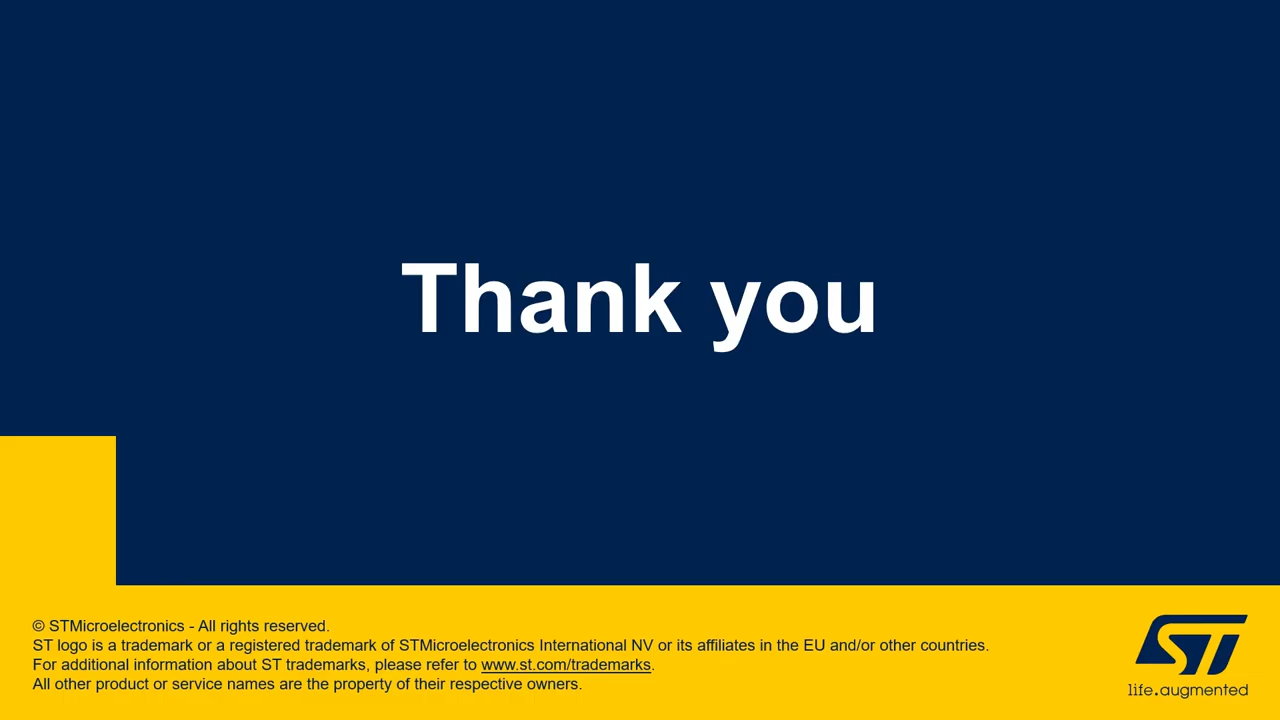 Thank you
© STMicroelectronics - All rights reserved.
ST logo is a trademark or a registered trademark of STMicroelectronics International NV or its affiliates in the EU and/or other countries.
For additional information about ST trademarks, please refer to www.st.com/trademarks.
All other product or service names are the property of their respective owners.
ST
life.augmented